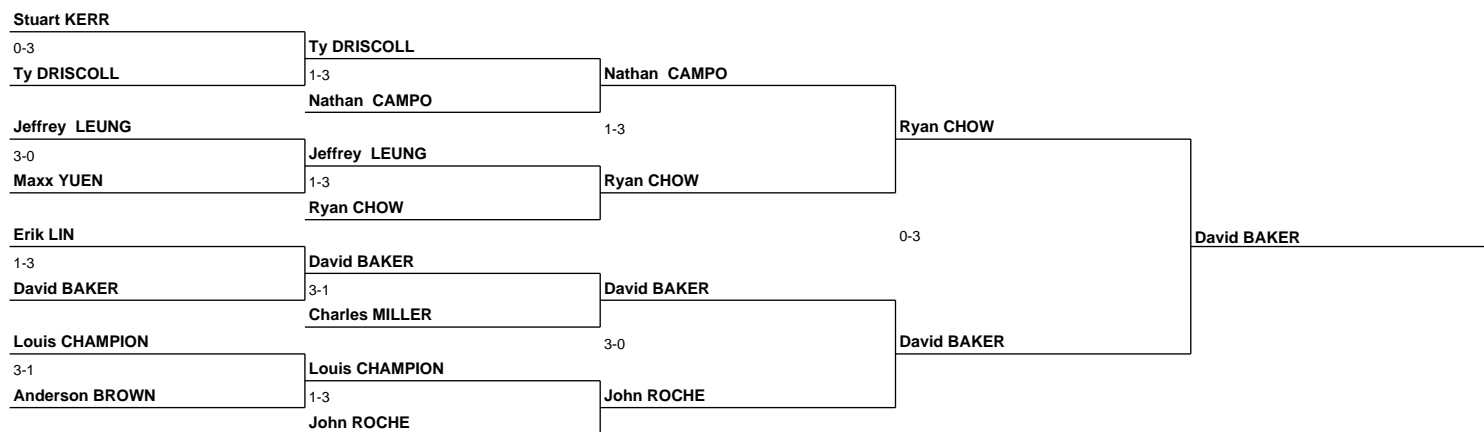 Stuart KERR
0-3
Ty DRISCOLL
Jeffrey  LEUNG
3-0
Maxx YUEN
Erik LIN
1-3
David BAKER
Louis CHAMPION
3-1
Anderson BROWN
Ty DRISCOLL
1-3
Nathan  CAMPO
Jeffrey  LEUNG
1-3
Ryan CHOW
David BAKER
3-1
Charles MILLER
Louis CHAMPION
1-3
John ROCHE
Nathan  CAMPO
1-3
Ryan CHOW
David BAKER
3-0
John ROCHE
Ryan CHOW
0-3
David BAKER
David BAKER